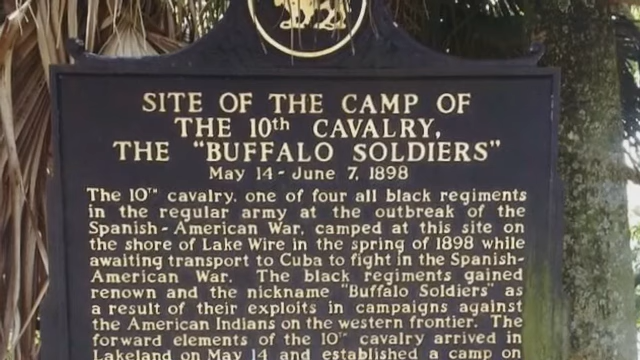 SITE OF THE CAMP OF
THE 10th CAVALRY,
THE "BUFFALO SOLDIERS"
May 14 - June 7, 1898
The 10TH cavalry, one of four all black regiments
in the regular army at the outbreak of the
Spanish-American War, camped at this site on
the shore of Lake Wire in the spring of 1898 while
awaiting transport to Cuba to fight in the Spanish-
American War. The black regiments gained
renown and the nickname "Buffalo Soldiers" as
a result of their exploits in campaigns against
the American Indians on the western frontier. The
forward elements of the 10TH cavalry arrived in
Lakeland on May 14 and established a camp on